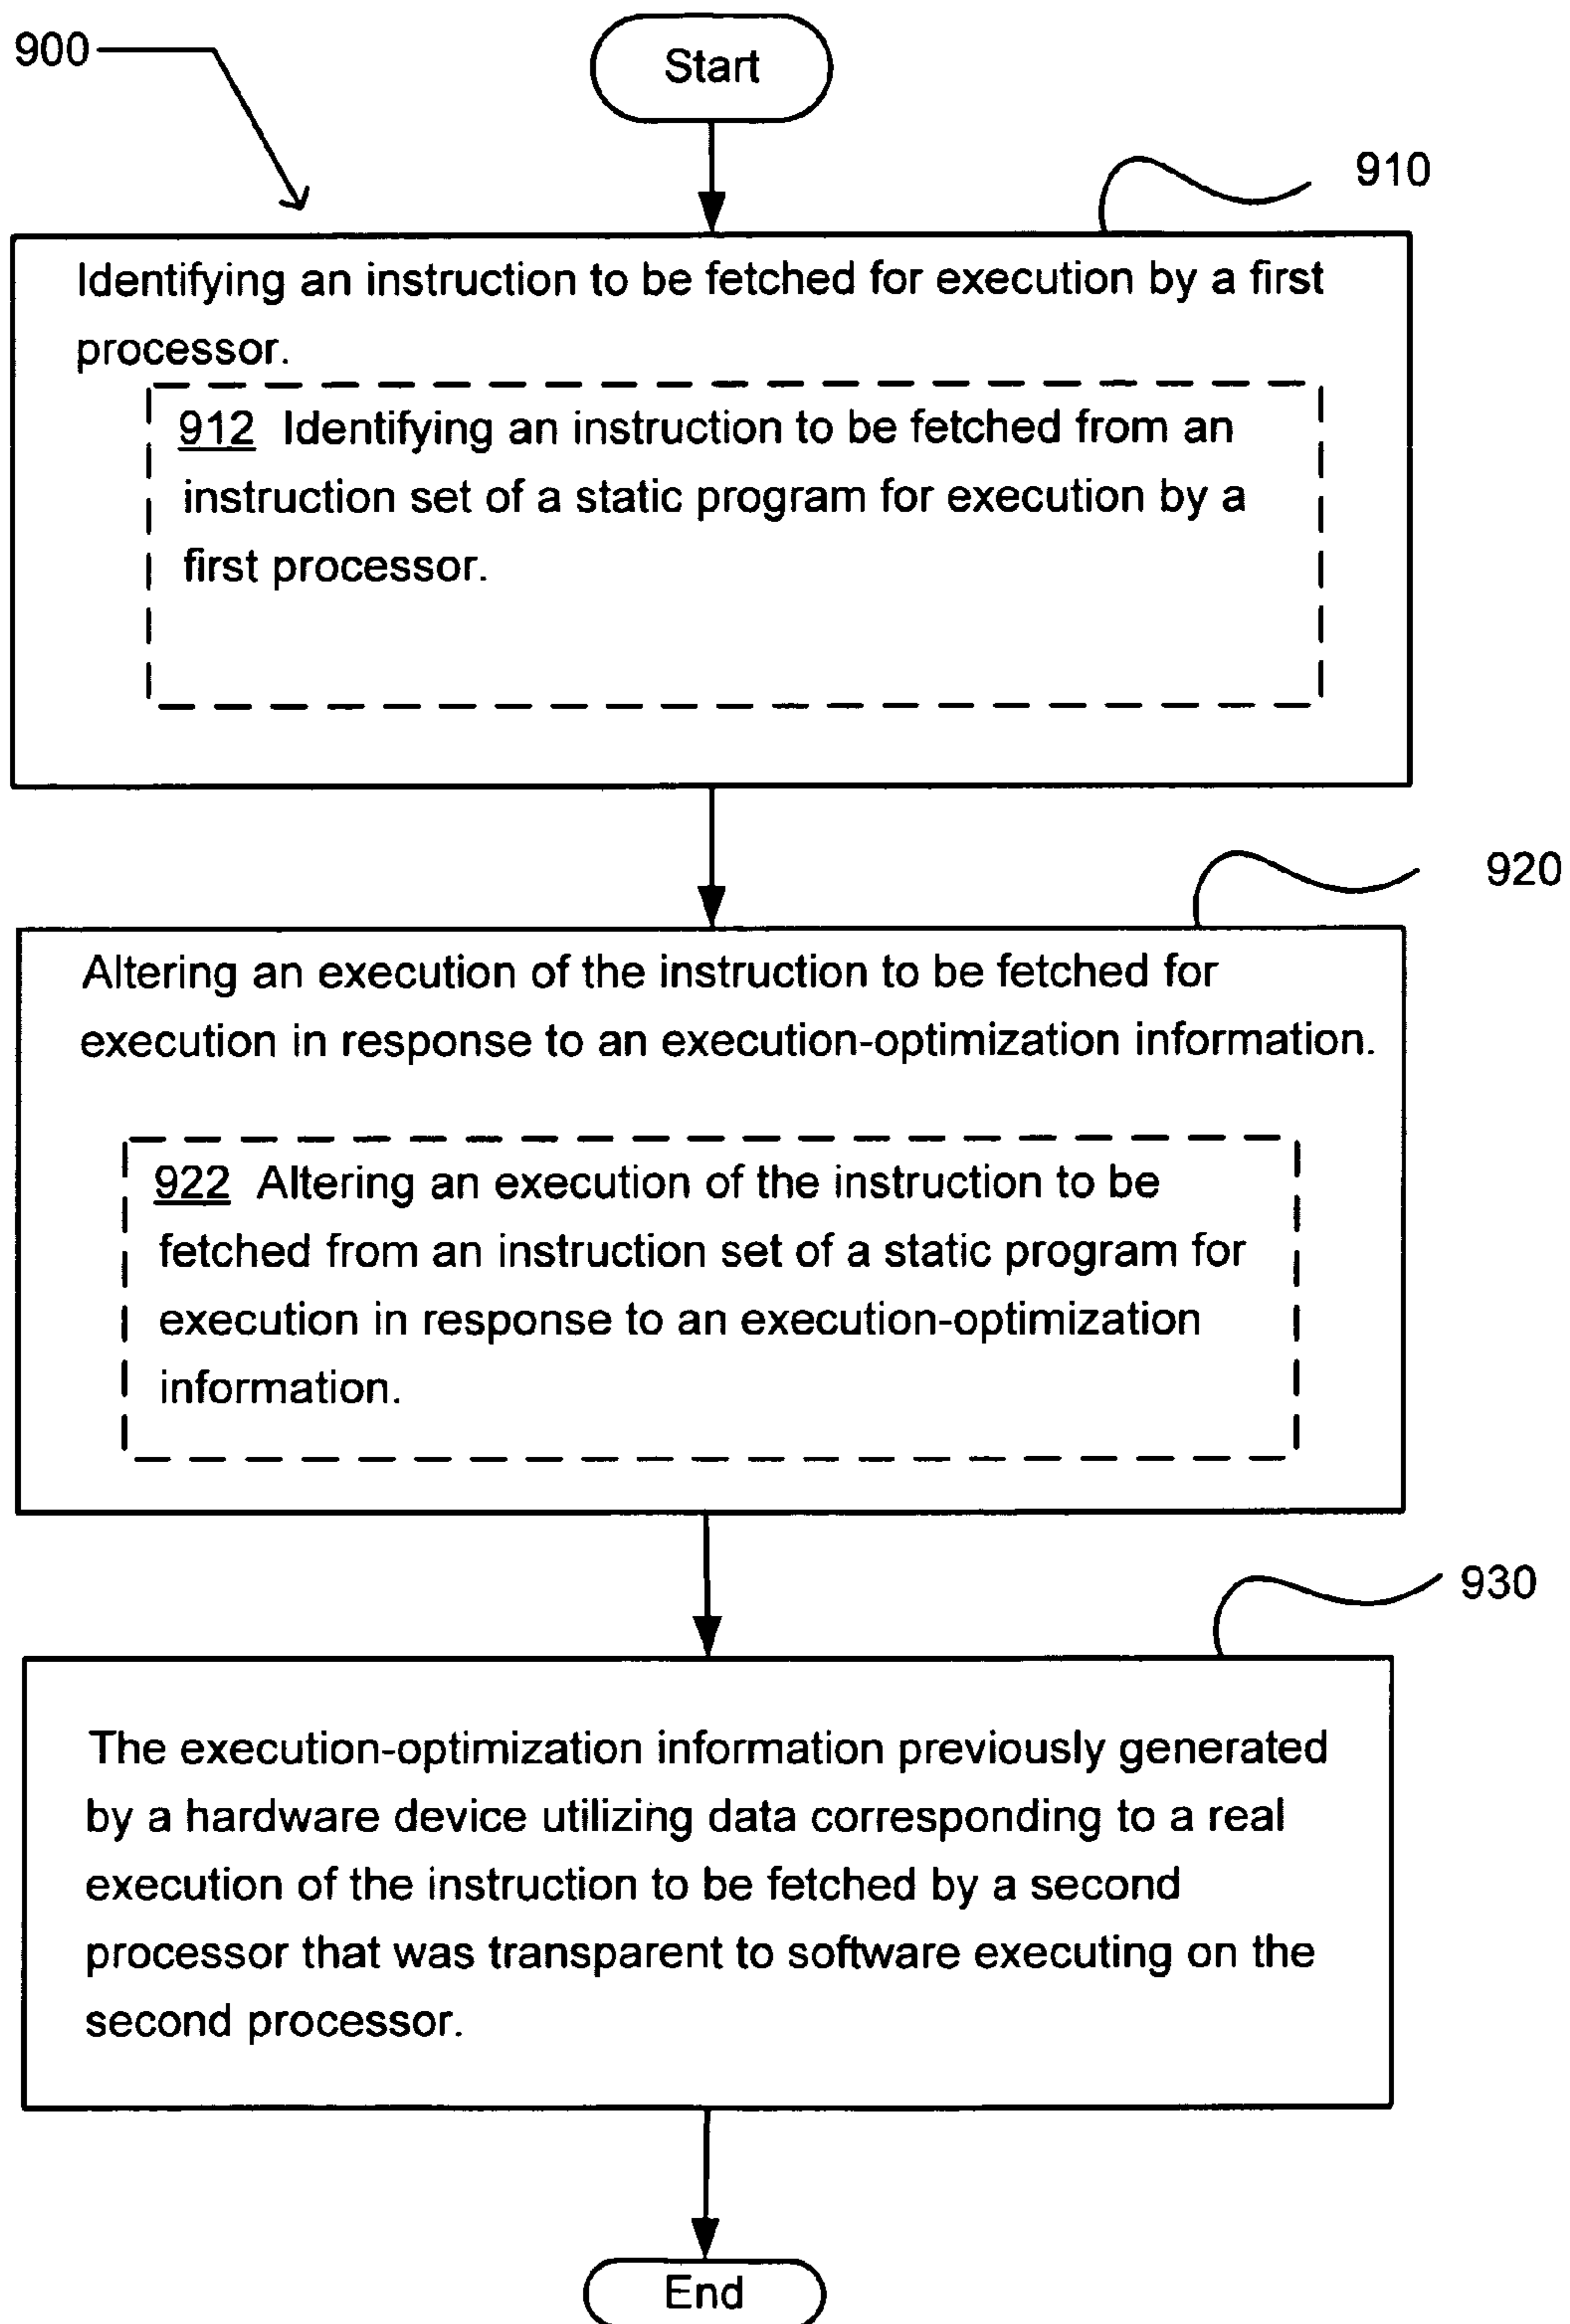 900
Start
910
Identifying an instruction to be fetched for execution by a first
processor.
912 Identifying an instruction to be fetched from an
instruction set of a static program for execution by a
first processor.
920
Altering an execution of the instruction to be fetched for
execution in response to an execution-optimization information.
922 Altering an execution of the instruction to be
fetched from an instruction set of a static program for
execution in response to an execution-optimization
information.
930
The execution-optimization information previously generated
by a hardware device utilizing data corresponding to a real
execution of the instruction to be fetched by a second
processor that was transparent to software executing on the
second processor.
End